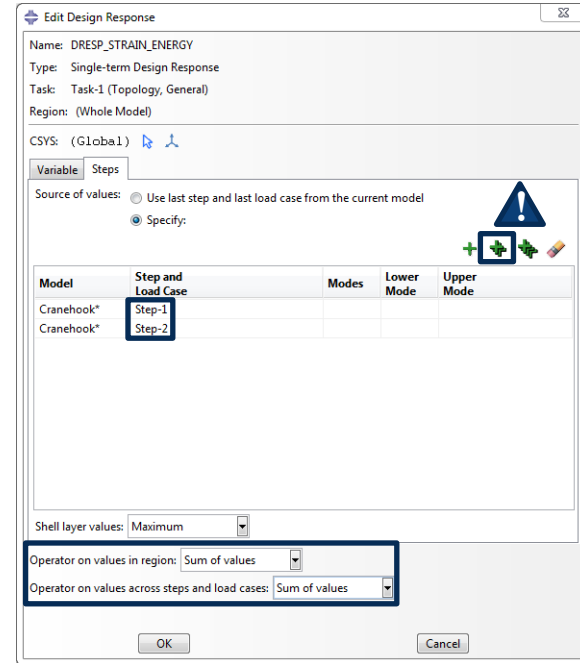 Edit Design Response
Name: DRESP_STRAIN_ENERGY
Type: Single-term Design Response
Task: Task-1 (Topology, General)
Region: (Whole Model)
CSYS: (Global)
Variable Steps
Source of values: Use last step and last load case from the current model
Specify:
Model Step and Load Case Modes Lower Mode Upper Mode
Cranehook* Step-1
Cranehook* Step-2
Shell layer values: Maximum
Operator on values in region: Sum of values
Operator on values across steps and load cases: Sum of values
OK Cancel